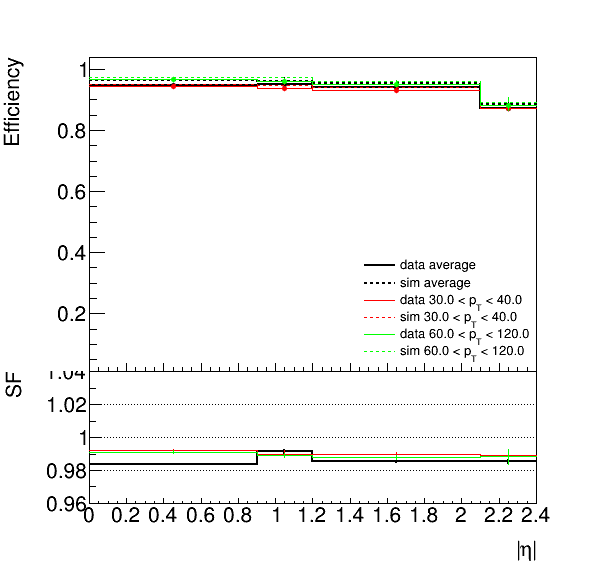 Efficiency
1
0.8
0.6
0.4
0.2
data average
sim average
data 30.0 < p_T < 40.0
sim 30.0 < p_T < 40.0
data 60.0 < p_T < 120.0
sim 60.0 < p_T < 120.0
SF
1.04
1.02
1
0.98
0.96
0 0.2 0.4 0.6 0.8 1 1.2 1.4 1.6 1.8 2 2.2 2.4
|η|